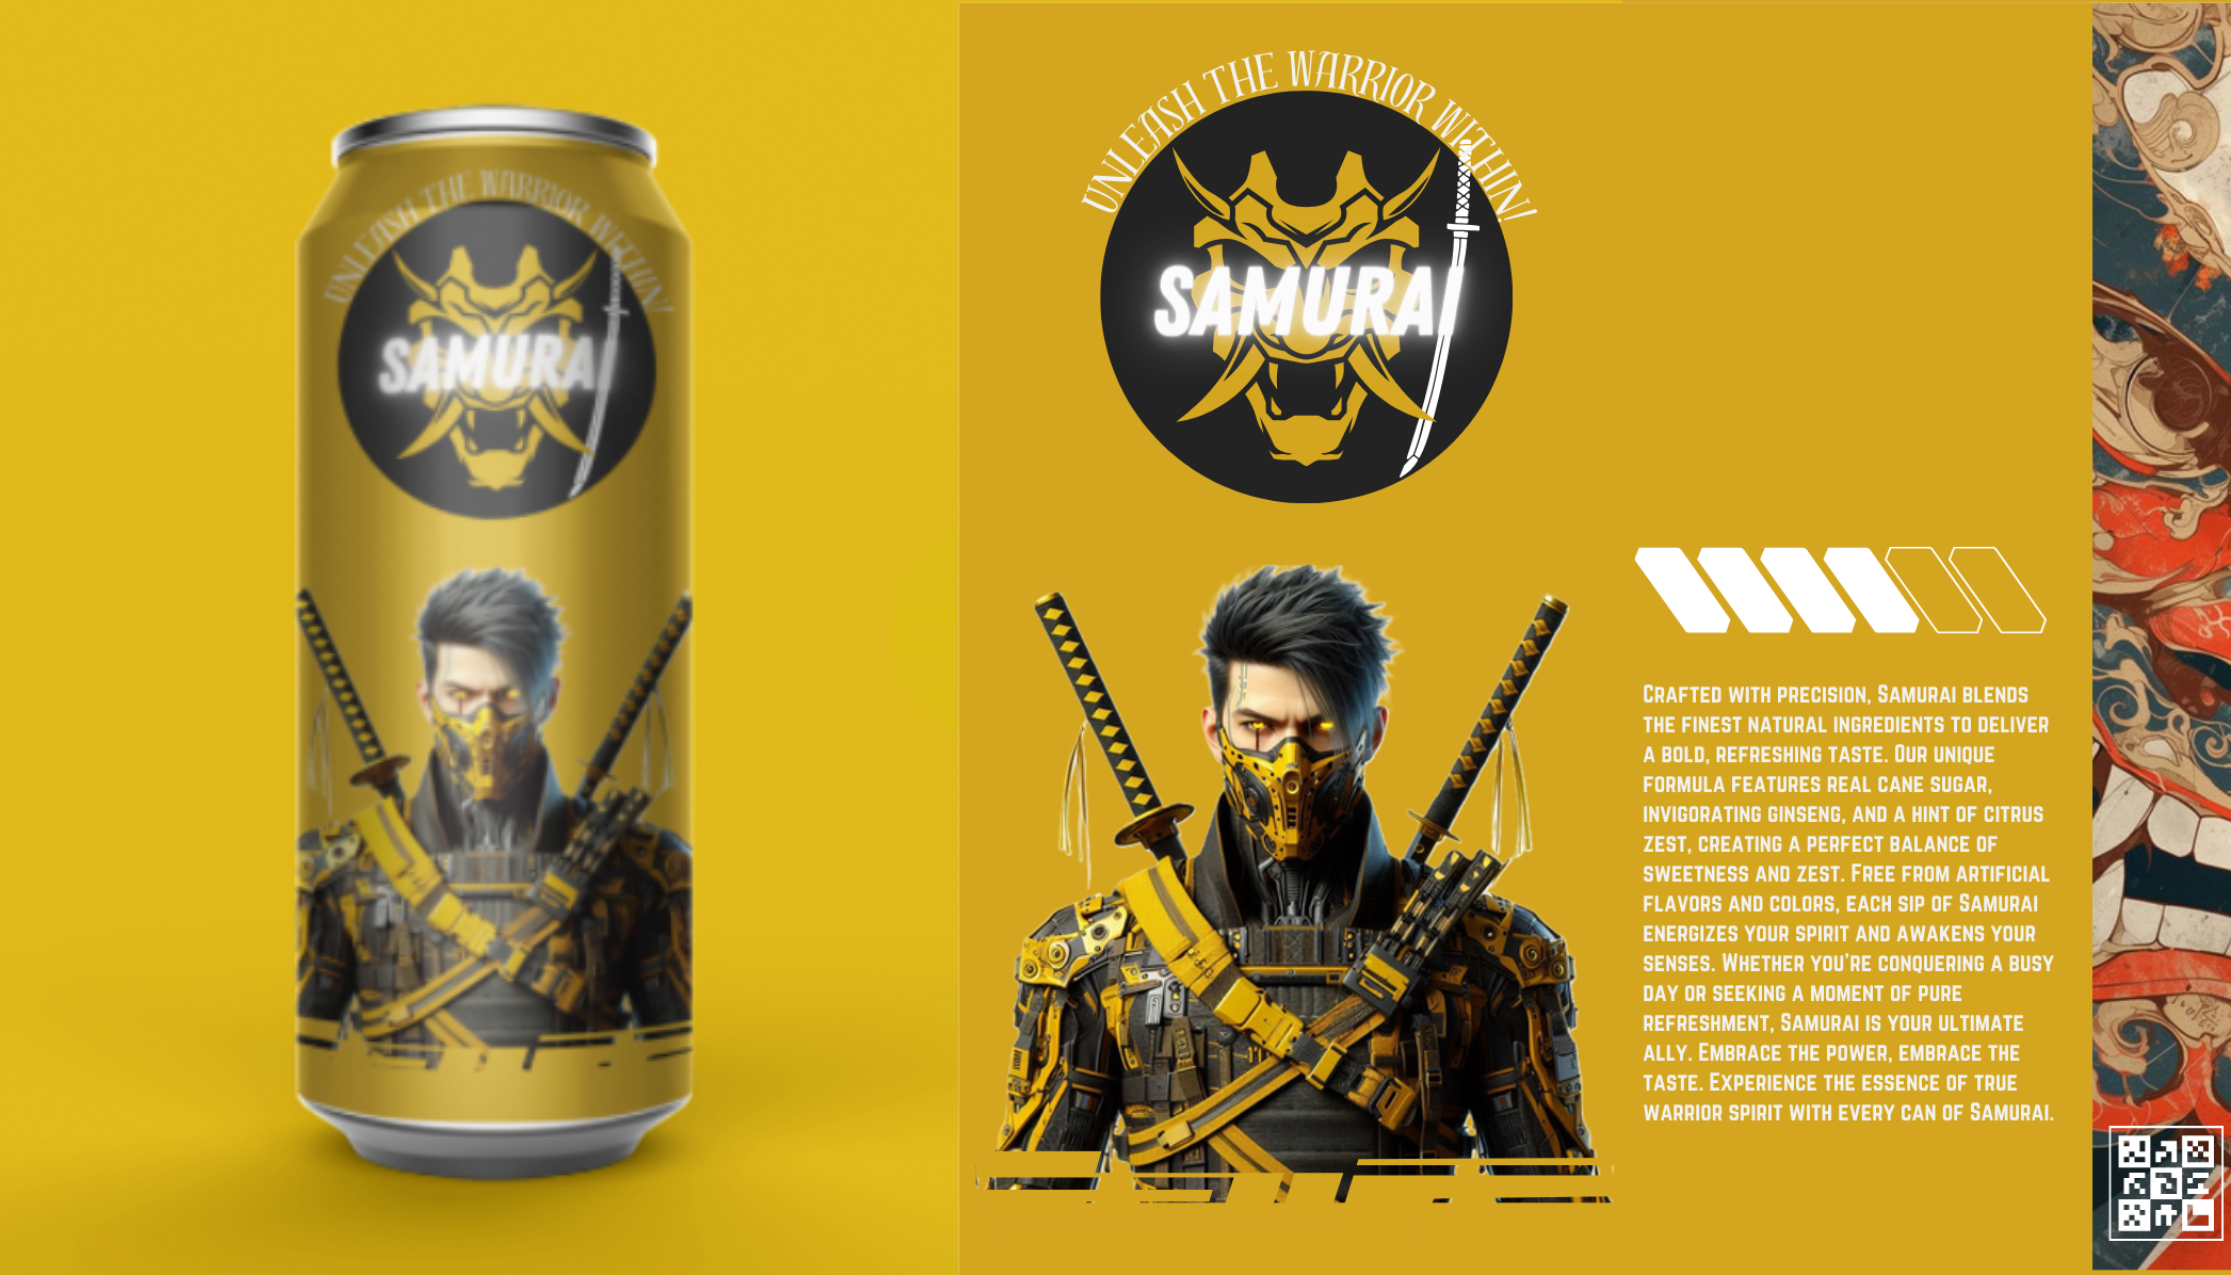 UNLEASH THE WARRIOR WITHIN!
SAMURAI
UNLEASH THE WARRIOR WITHIN!
SAMURAI
Crafted with precision, Samurai blends
the finest natural ingredients to deliver
a bold, refreshing taste. Our unique
formula features real cane sugar,
invigorating ginseng, and a hint of citrus
zest, creating a perfect balance of
sweetness and zest. Free from artificial
flavors and colors, each sip of Samurai
energizes your spirit and awakens your
senses. Whether you're conquering a busy
day or seeking a moment of pure
refreshment, Samurai is your ultimate
ally. Embrace the power, embrace the
taste. Experience the essence of true
warrior spirit with every can of Samurai.